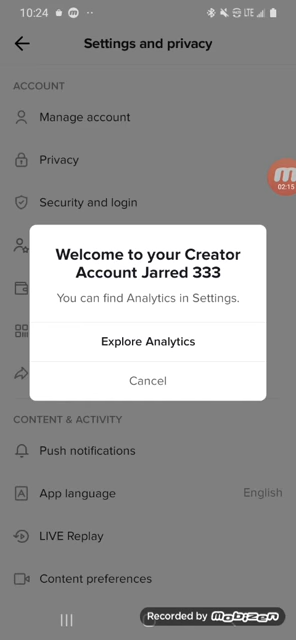 10:24
LTE
Settings and privacy
ACCOUNT
Manage account
Privacy
02:15
Security and login
Welcome to your Creator
Account Jarred 333
You can find Analytics in Settings.
Explore Analytics
Cancel
CONTENT & ACTIVITY
Push notifications
App language
English
LIVE Replay
Content preferences
Recorded by mobizen